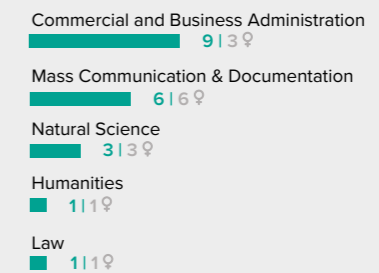 Commercial and Business Administration
9 | 3 ♀
Mass Communication & Documentation
6 | 6 ♀
Natural Science
3 | 3 ♀
Humanities
1 | 1 ♀
Law
1 | 1 ♀